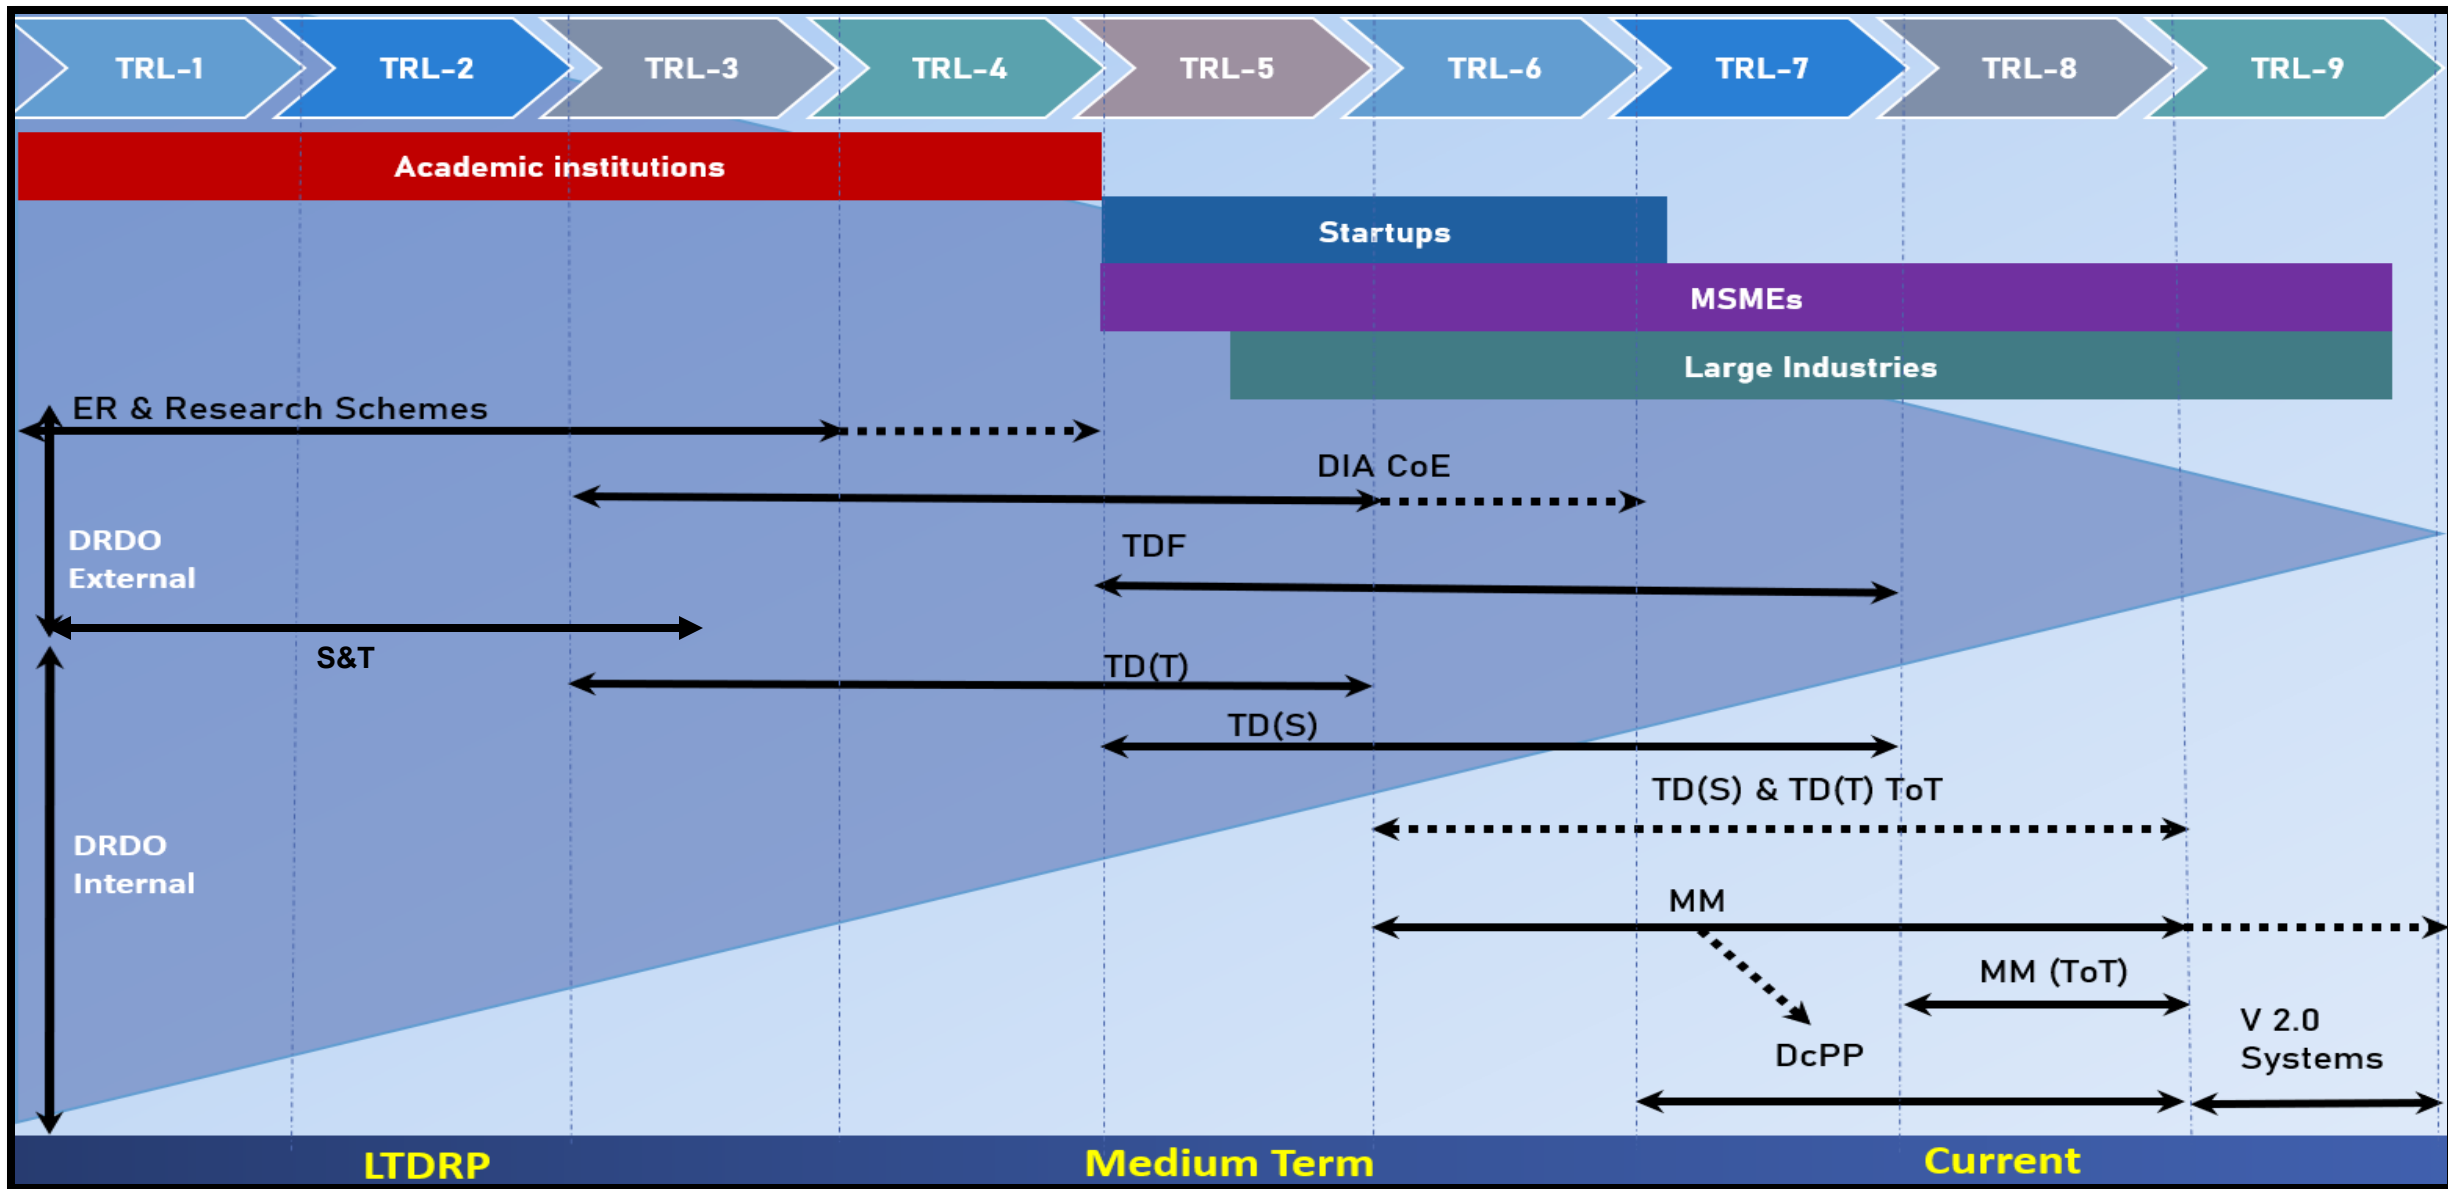 TRL-1
TRL-2
TRL-3
TRL-4
TRL-5
TRL-6
TRL-7
TRL-8
TRL-9
Academic institutions
Startups
MSMEs
Large Industries
ER & Research Schemes
DIA CoE
DRDO
External
TDF
S&T
TD(T)
TD(S)
TD(S) & TD(T) ToT
DRDO
Internal
MM
MM (ToT)
V 2.0
Systems
DcPP
LTDRP
Medium Term
Current